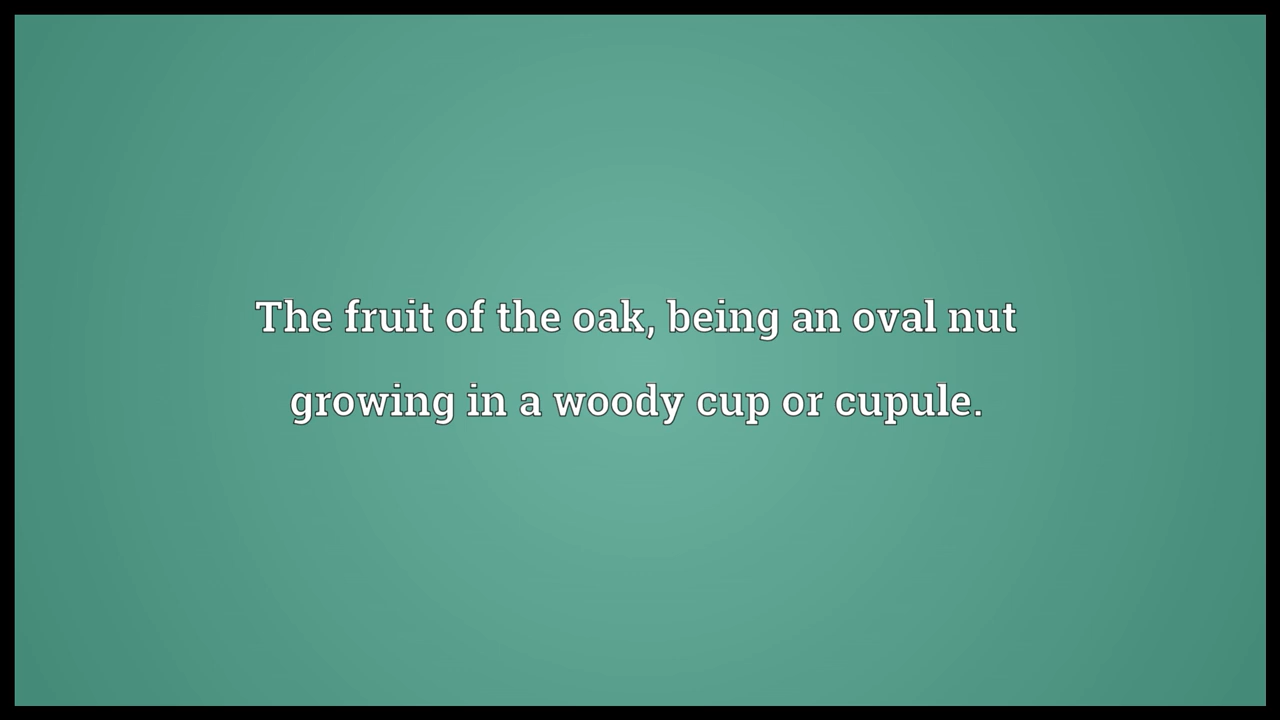 The fruit of the oak, being an oval nut
growing in a woody cup or cupule.